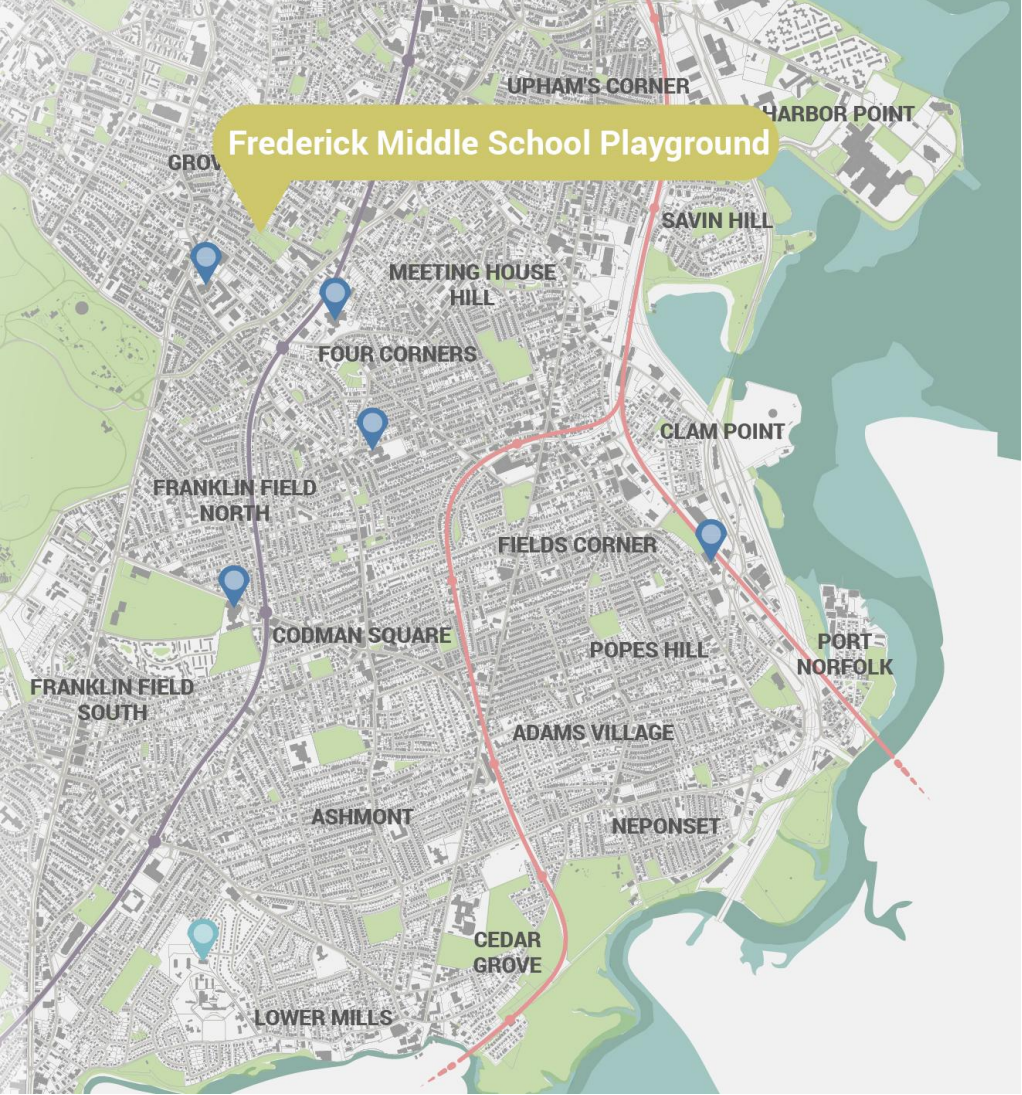 UPHAM'S CORNER
HARBOR POINT
Frederick Middle School Playground
GROV
SAVIN HILL
MEETING HOUSE
HILL
FOUR CORNERS
CLAM POINT
FRANKLIN FIELD
NORTH
FIELDS CORNER
CODMAN SQUARE
POPES HILL
PORT
NORFOLK
FRANKLIN FIELD
SOUTH
ADAMS VILLAGE
ASHMONT
NEPONSET
CEDAR
GROVE
LOWER MILLS